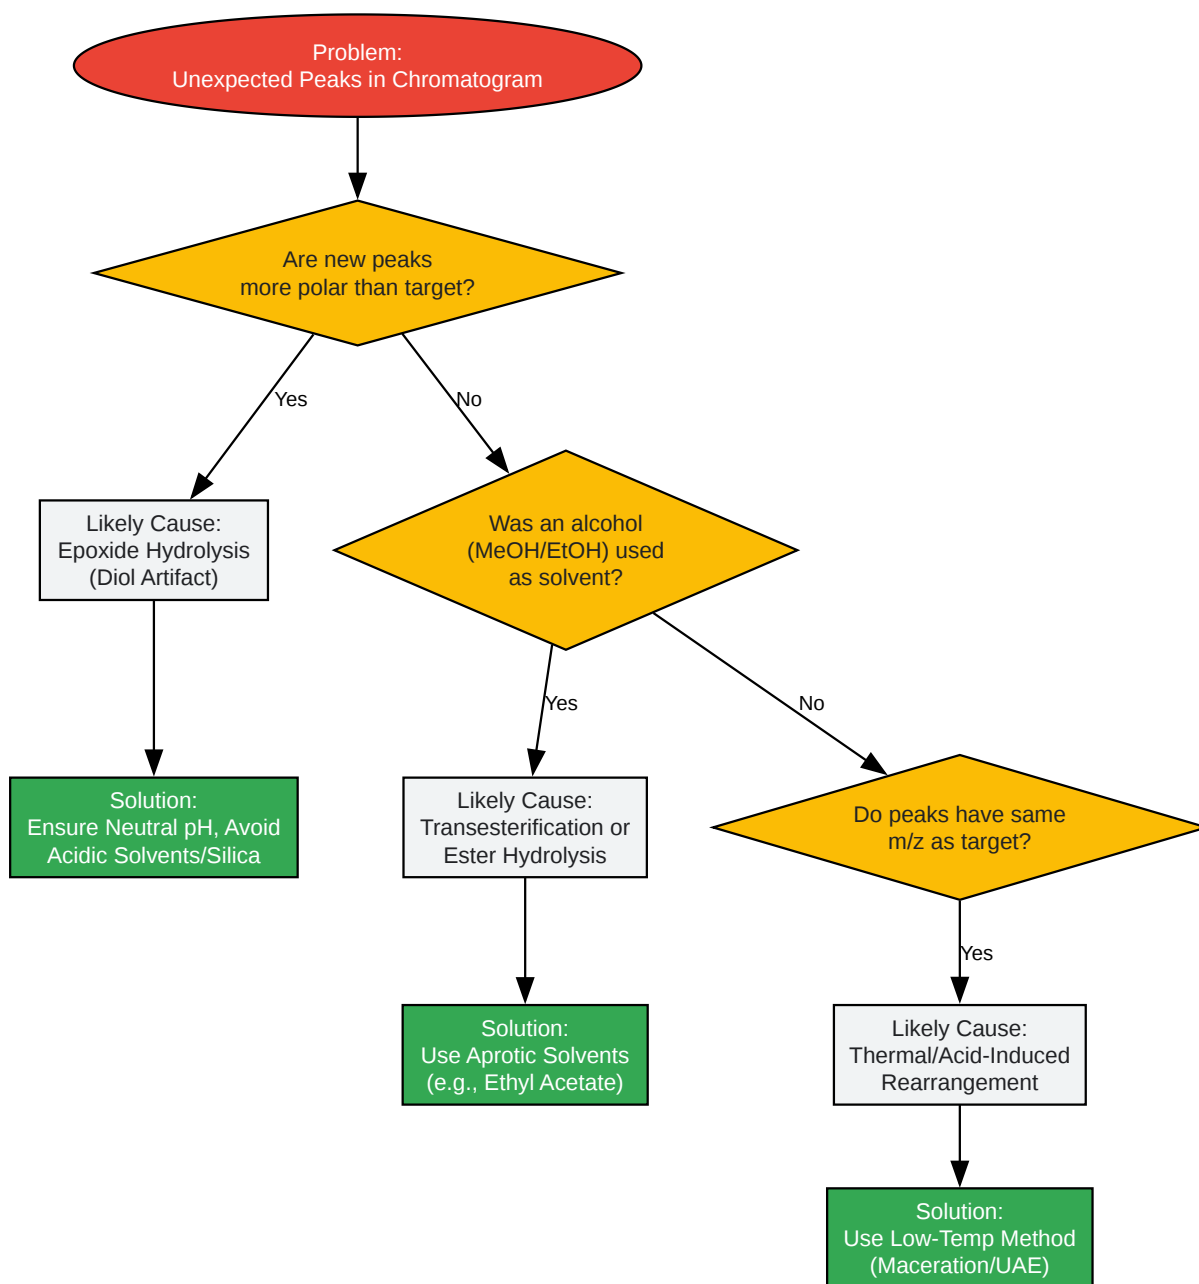 Problem:
Unexpected Peaks in Chromatogram
Are new peaks
more polar than target?
Yes
No
Likely Cause:
Epoxide Hydrolysis
(Diol Artifact)
Was an alcohol
(MeOH/EtOH) used
as solvent?
Yes
No
Solution:
Ensure Neutral pH, Avoid
Acidic Solvents/Silica
Likely Cause:
Transesterification or
Ester Hydrolysis
Do peaks have same
m/z as target?
Yes
Solution:
Use Aprotic Solvents
(e.g., Ethyl Acetate)
Likely Cause:
Thermal/Acid-Induced
Rearrangement
Solution:
Use Low-Temp Method
(Maceration/UAE)